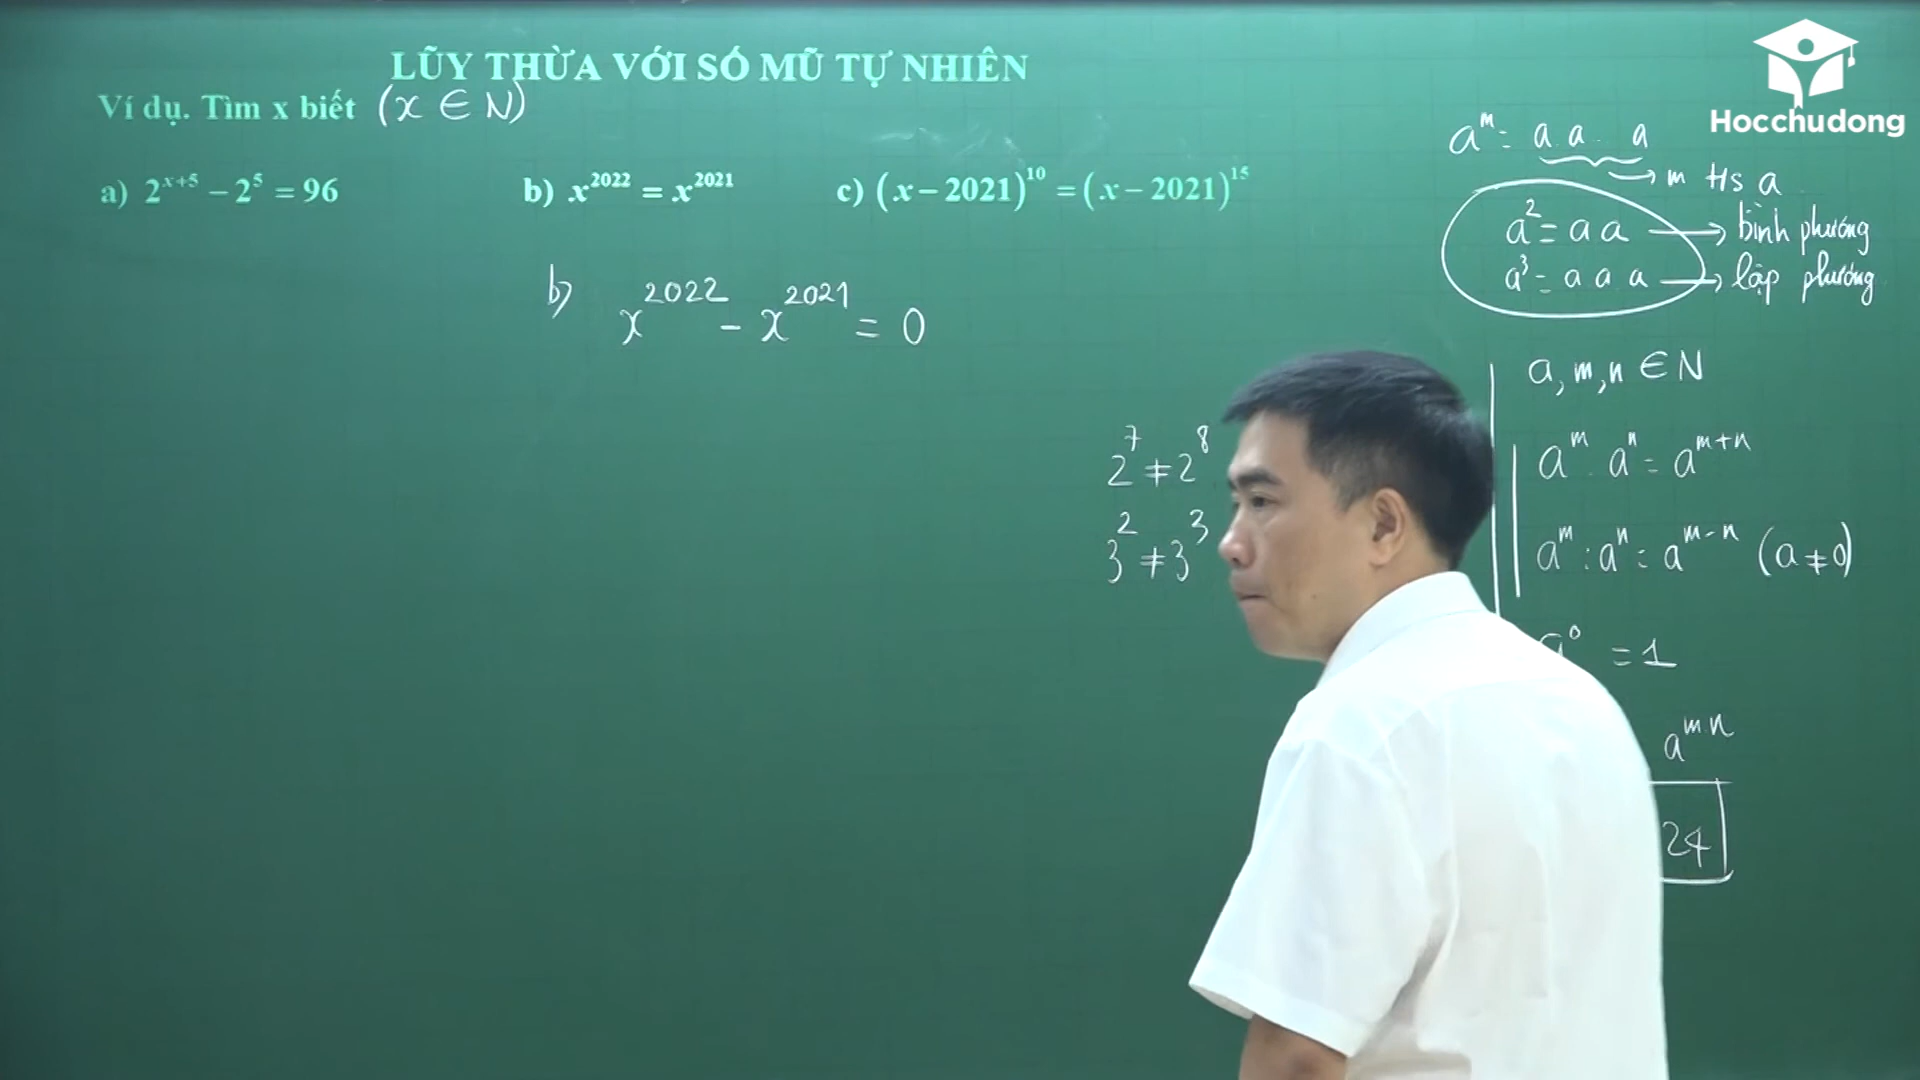 LŨY THỪA VỚI SỐ MŨ TỰ NHIÊN
Ví dụ. Tìm x biết (x ∈ N)
a) 2^{x+5} − 2^5 = 96
b) x^{2022} = x^{2021}
c) (x − 2021)^{10} = (x − 2021)^{15}
b) x^{2022} − x^{2021} = 0
2^7 ≠ 2^8
3^2 ≠ 3^3
Hocchudong
a^m = a.a...a
→ m Hs a
a^2 = a a → bình phương
a^3 = a a a → lập phương
a, m, n ∈ N
a^m . a^n = a^{m+n}
a^m : a^n = a^{m-n} (a ≠ 0)
a^0 = 1
a^{m.n}
24